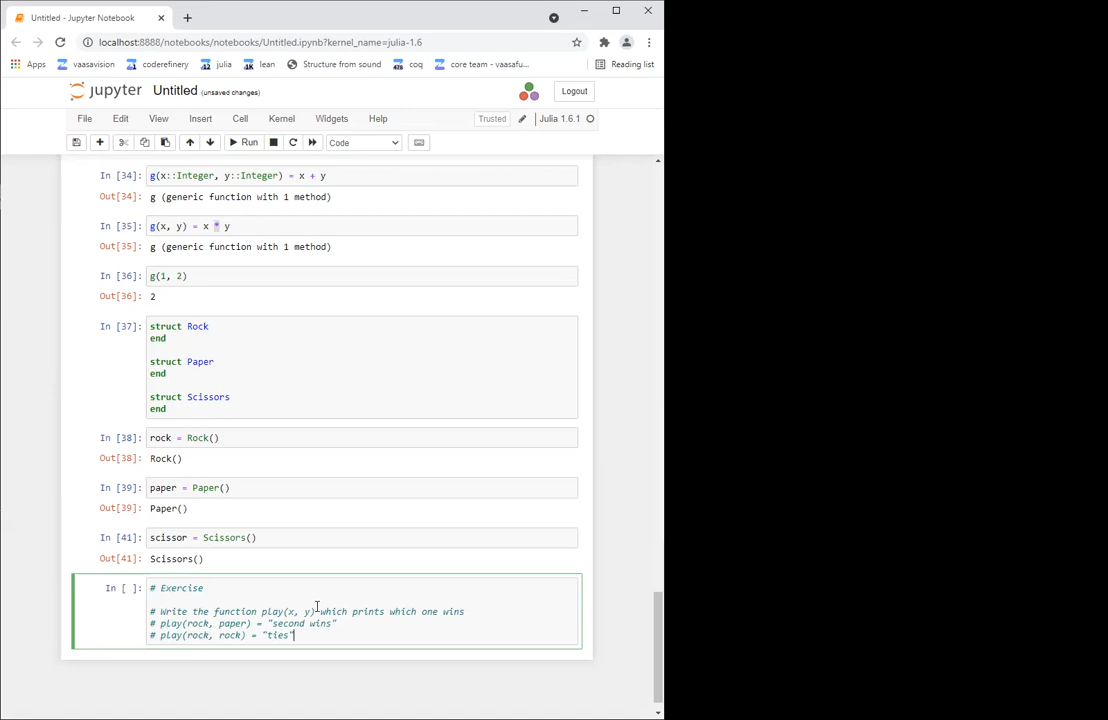 Untitled - Jupyter Notebook
localhost:8888/notebooks/notebooks/Untitled.ipynb?kernel_name=julia-1.6
Apps vaasavision coderefinery julia lean Structure from sound coq core team - vaasafu... Reading list
jupyter Untitled (unsaved changes) Logout
File Edit View Insert Cell Kernel Widgets Help Trusted Julia 1.6.1
Run Code
In [34]: g(x::Integer, y::Integer) = x + y
Out[34]: g (generic function with 1 method)
In [35]: g(x, y) = x * y
Out[35]: g (generic function with 1 method)
In [36]: g(1, 2)
Out[36]: 2
In [37]: struct Rock
end
struct Paper
end
struct Scissors
end
In [38]: rock = Rock()
Out[38]: Rock()
In [39]: paper = Paper()
Out[39]: Paper()
In [41]: scissor = Scissors()
Out[41]: Scissors()
In [ ]: # Exercise
# Write the function play(x, y) which prints which one wins
# play(rock, paper) = "second wins"
# play(rock, rock) = "ties"